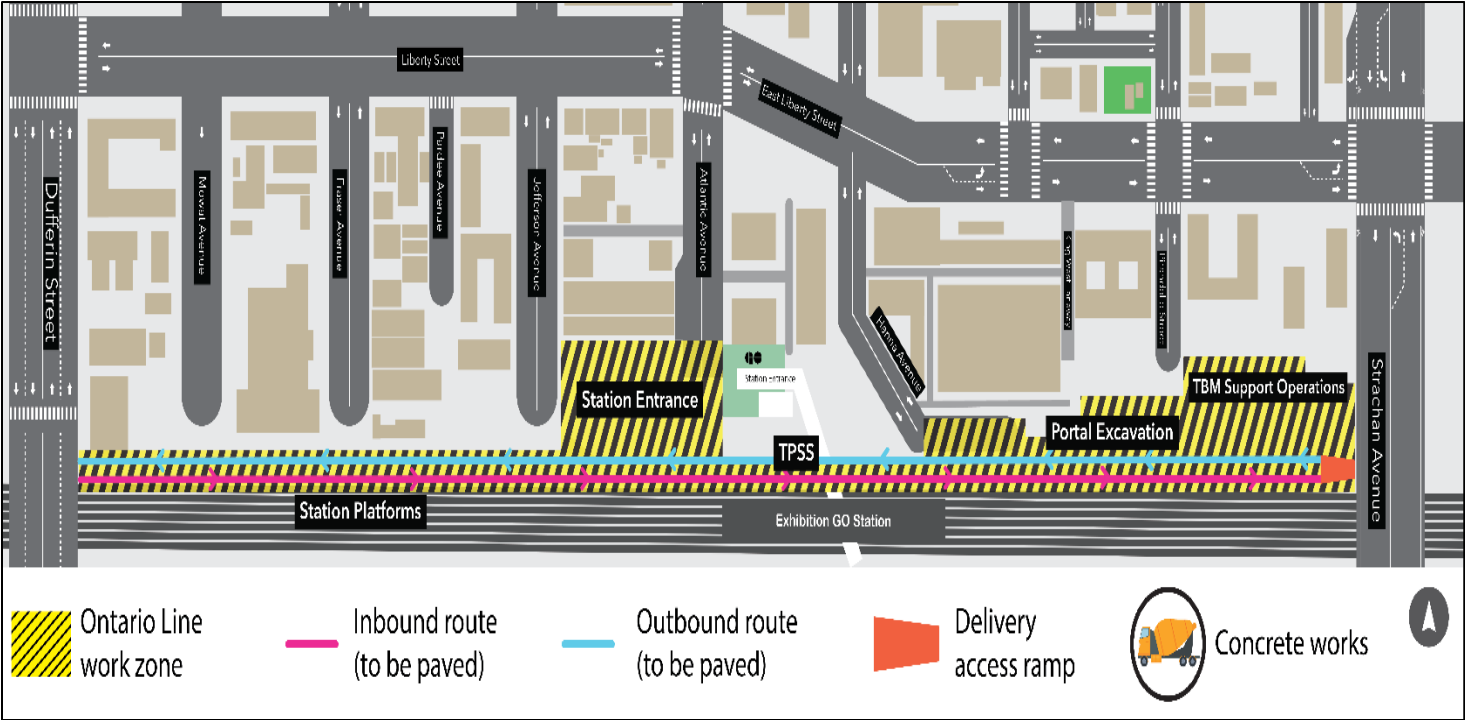 Liberty Street
East Liberty Street
Dufferin Street
Mowat Avenue
Fraser Avenue
Purdee Avenue
Jefferson Avenue
Atlantic Avenue
Hanna Avenue
Strachan Avenue
GO
Station Entrance
Station Entrance
TBM Support Operations
Portal Excavation
TPSS
Station Platforms
Exhibition GO Station
Ontario Line
work zone
Inbound route
(to be paved)
Outbound route
(to be paved)
Delivery
access ramp
Concrete works